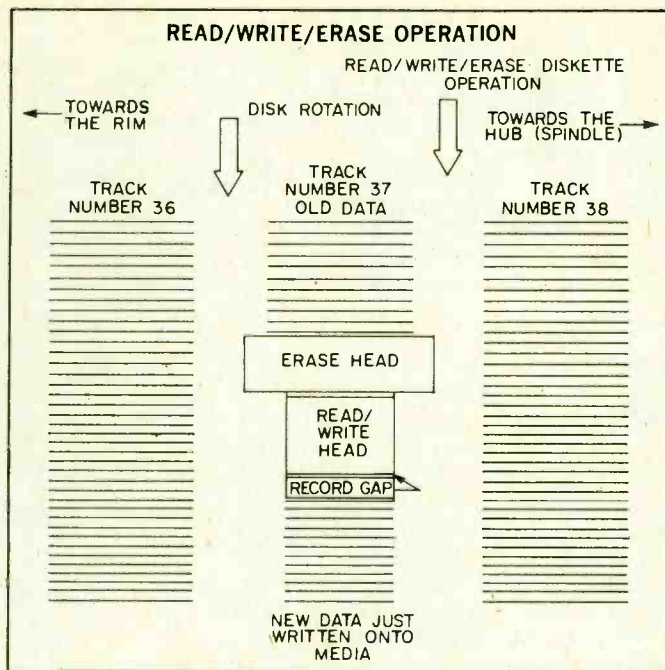 READ/WRITE/ERASE OPERATION
READ/WRITE/ERASE DISKETTE
OPERATION
TOWARDS
THE RIM
DISK ROTATION
TOWARDS THE
HUB (SPINDLE)
TRACK
NUMBER 36
TRACK
NUMBER 37
OLD DATA
TRACK
NUMBER 38
ERASE HEAD
READ/
WRITE
HEAD
RECORD GAP
NEW DATA JUST
WRITTEN ONTO
MEDIA